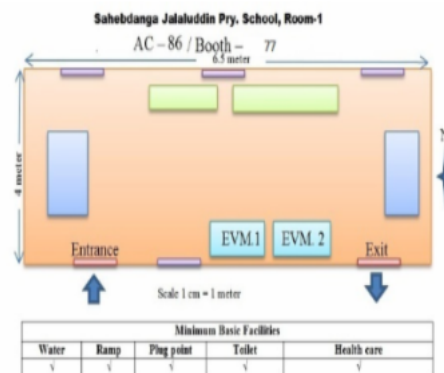 Sahebdanga Jalaluddin Pry. School, Room-1
AC – 86 / Booth – 77
6.5 meter
4 meter
N
EVM.1 EVM. 2
Entrance Exit
Scale 1 cm = 1 meter
Minimum Basic Facilities
Water Ramp Plug point Toilet Health care
√ √ √ √ √